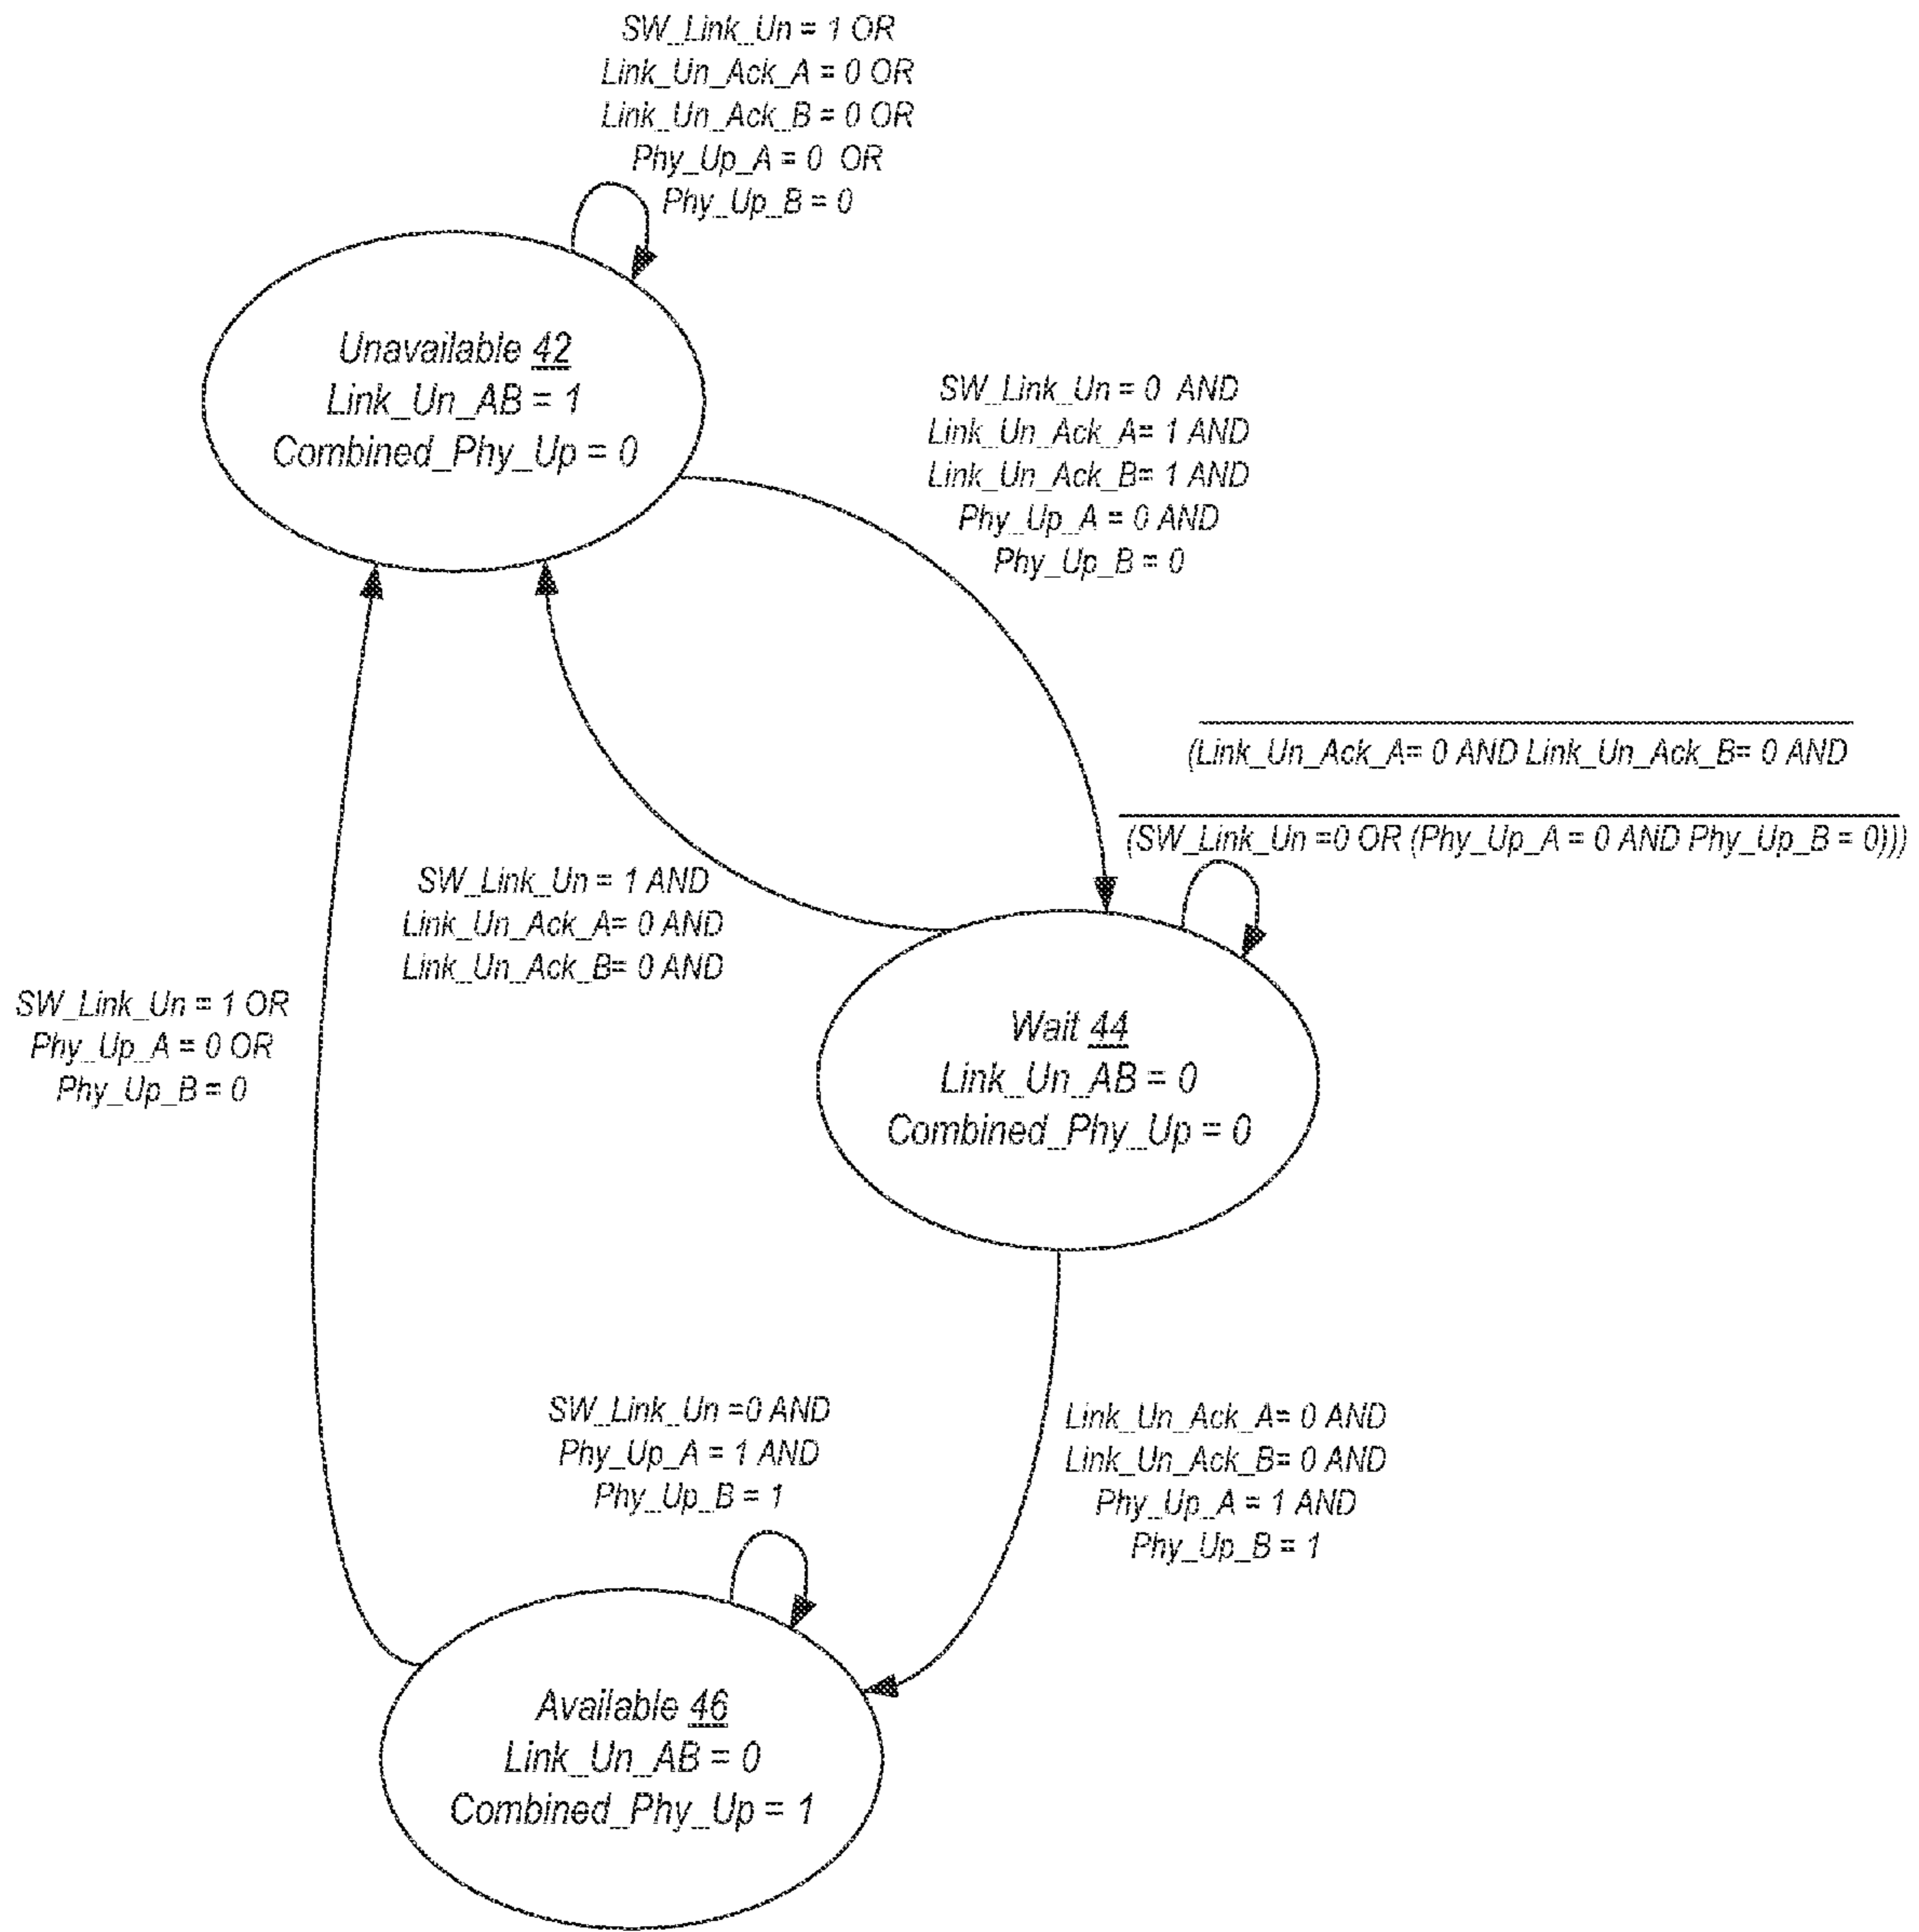 SW_Link_Un = 1 OR
Link_Un_Ack_A = 0 OR
Link_Un_Ack_B = 0 OR
Phy_Up_A = 0 OR
Phy_Up_B = 0
Unavailable 42
Link_Un_AB = 1
Combined_Phy_Up = 0
SW_Link_Un = 0 AND
Link_Un_Ack_A= 1 AND
Link_Un_Ack_B= 1 AND
Phy_Up_A = 0 AND
Phy_Up_B = 0
(Link_Un_Ack_A= 0 AND Link_Un_Ack_B= 0 AND
(SW_Link_Un =0 OR (Phy_Up_A = 0 AND Phy_Up_B = 0)))
SW_Link_Un = 1 AND
Link_Un_Ack_A= 0 AND
Link_Un_Ack_B= 0 AND
SW_Link_Un = 1 OR
Phy_Up_A = 0 OR
Phy_Up_B = 0
Wait 44
Link_Un_AB = 0
Combined_Phy_Up = 0
SW_Link_Un =0 AND
Phy_Up_A = 1 AND
Phy_Up_B = 1
Link_Un_Ack_A= 0 AND
Link_Un_Ack_B= 0 AND
Phy_Up_A = 1 AND
Phy_Up_B = 1
Available 46
Link_Un_AB = 0
Combined_Phy_Up = 1